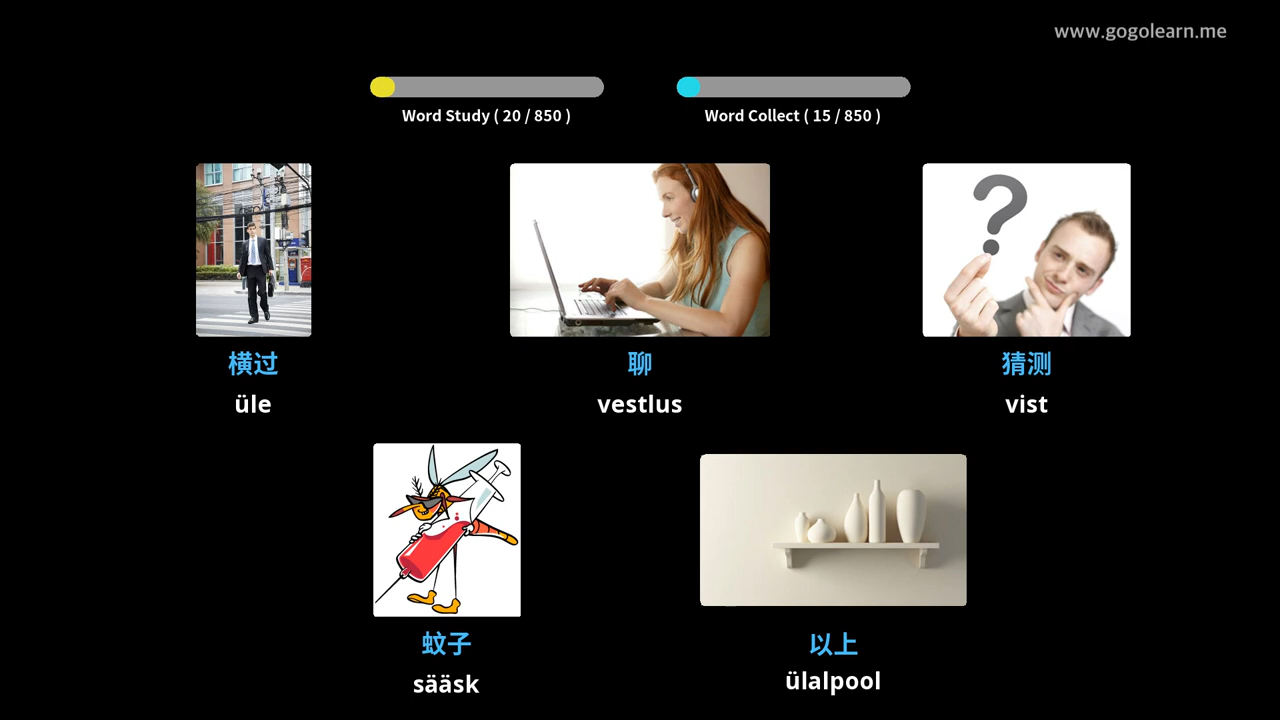 www.gogolearn.me
Word Study ( 20 / 850 )
Word Collect ( 15 / 850 )
横过
üle
聊
vestlus
猜测
vist
蚊子
sääsk
以上
ülalpool